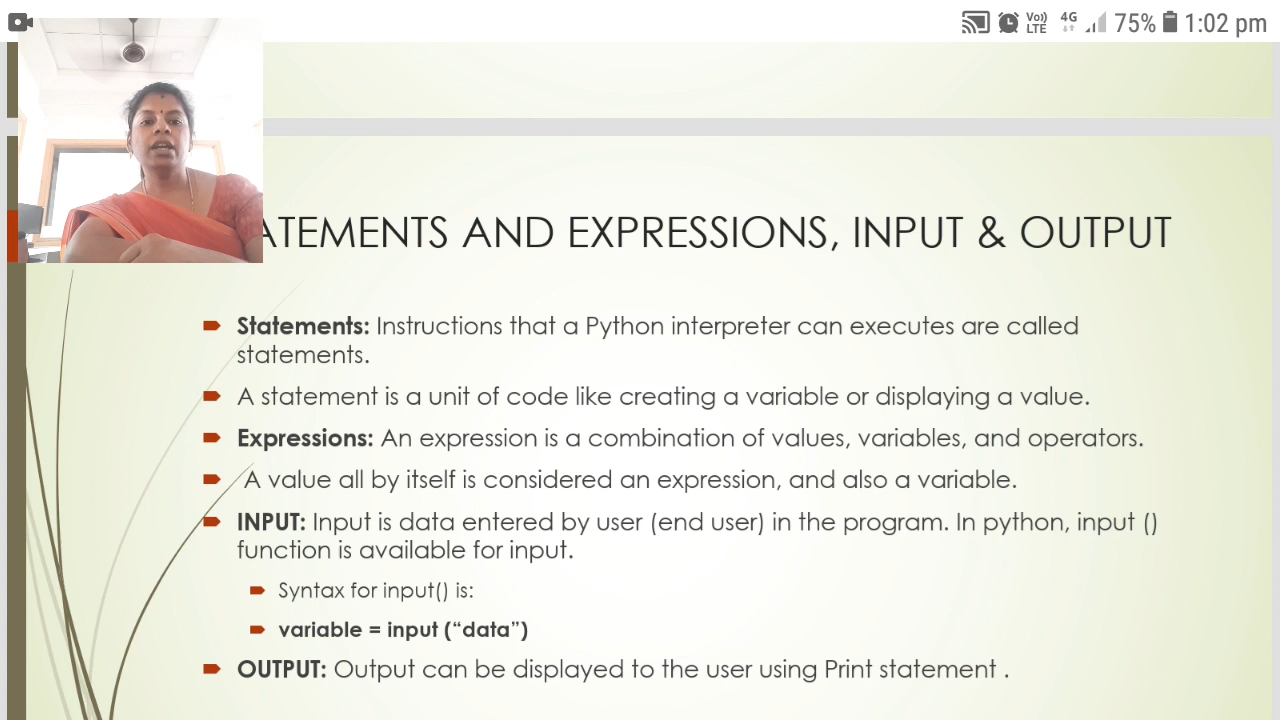 Vo))
LTE
4G
75%
1:02 pm
ATEMENTS AND EXPRESSIONS, INPUT & OUTPUT
Statements: Instructions that a Python interpreter can executes are called
statements.
A statement is a unit of code like creating a variable or displaying a value.
Expressions: An expression is a combination of values, variables, and operators.
A value all by itself is considered an expression, and also a variable.
INPUT: Input is data entered by user (end user) in the program. In python, input ()
function is available for input.
Syntax for input() is:
variable = input (“data”)
OUTPUT: Output can be displayed to the user using Print statement .